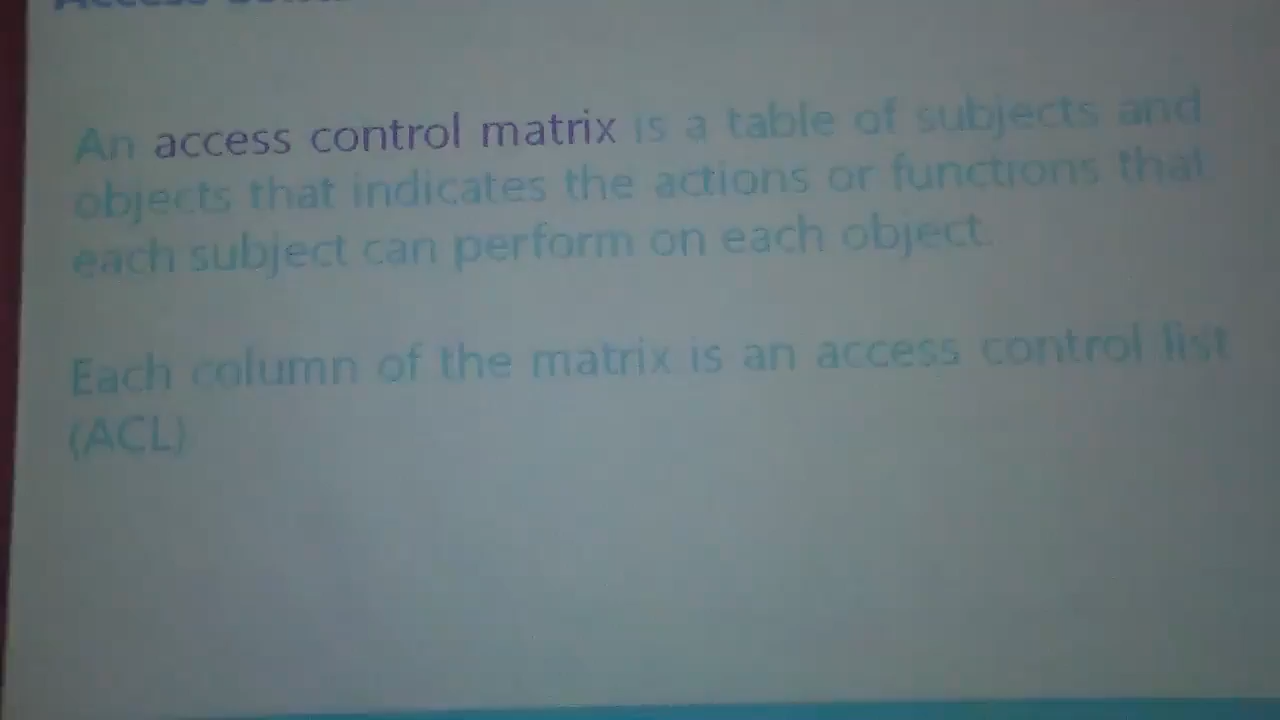 Access
An access control matrix is a table of subjects and
objects that indicates the actions or functions that
each subject can perform on each object.
Each column of the matrix is an access control list
(ACL)